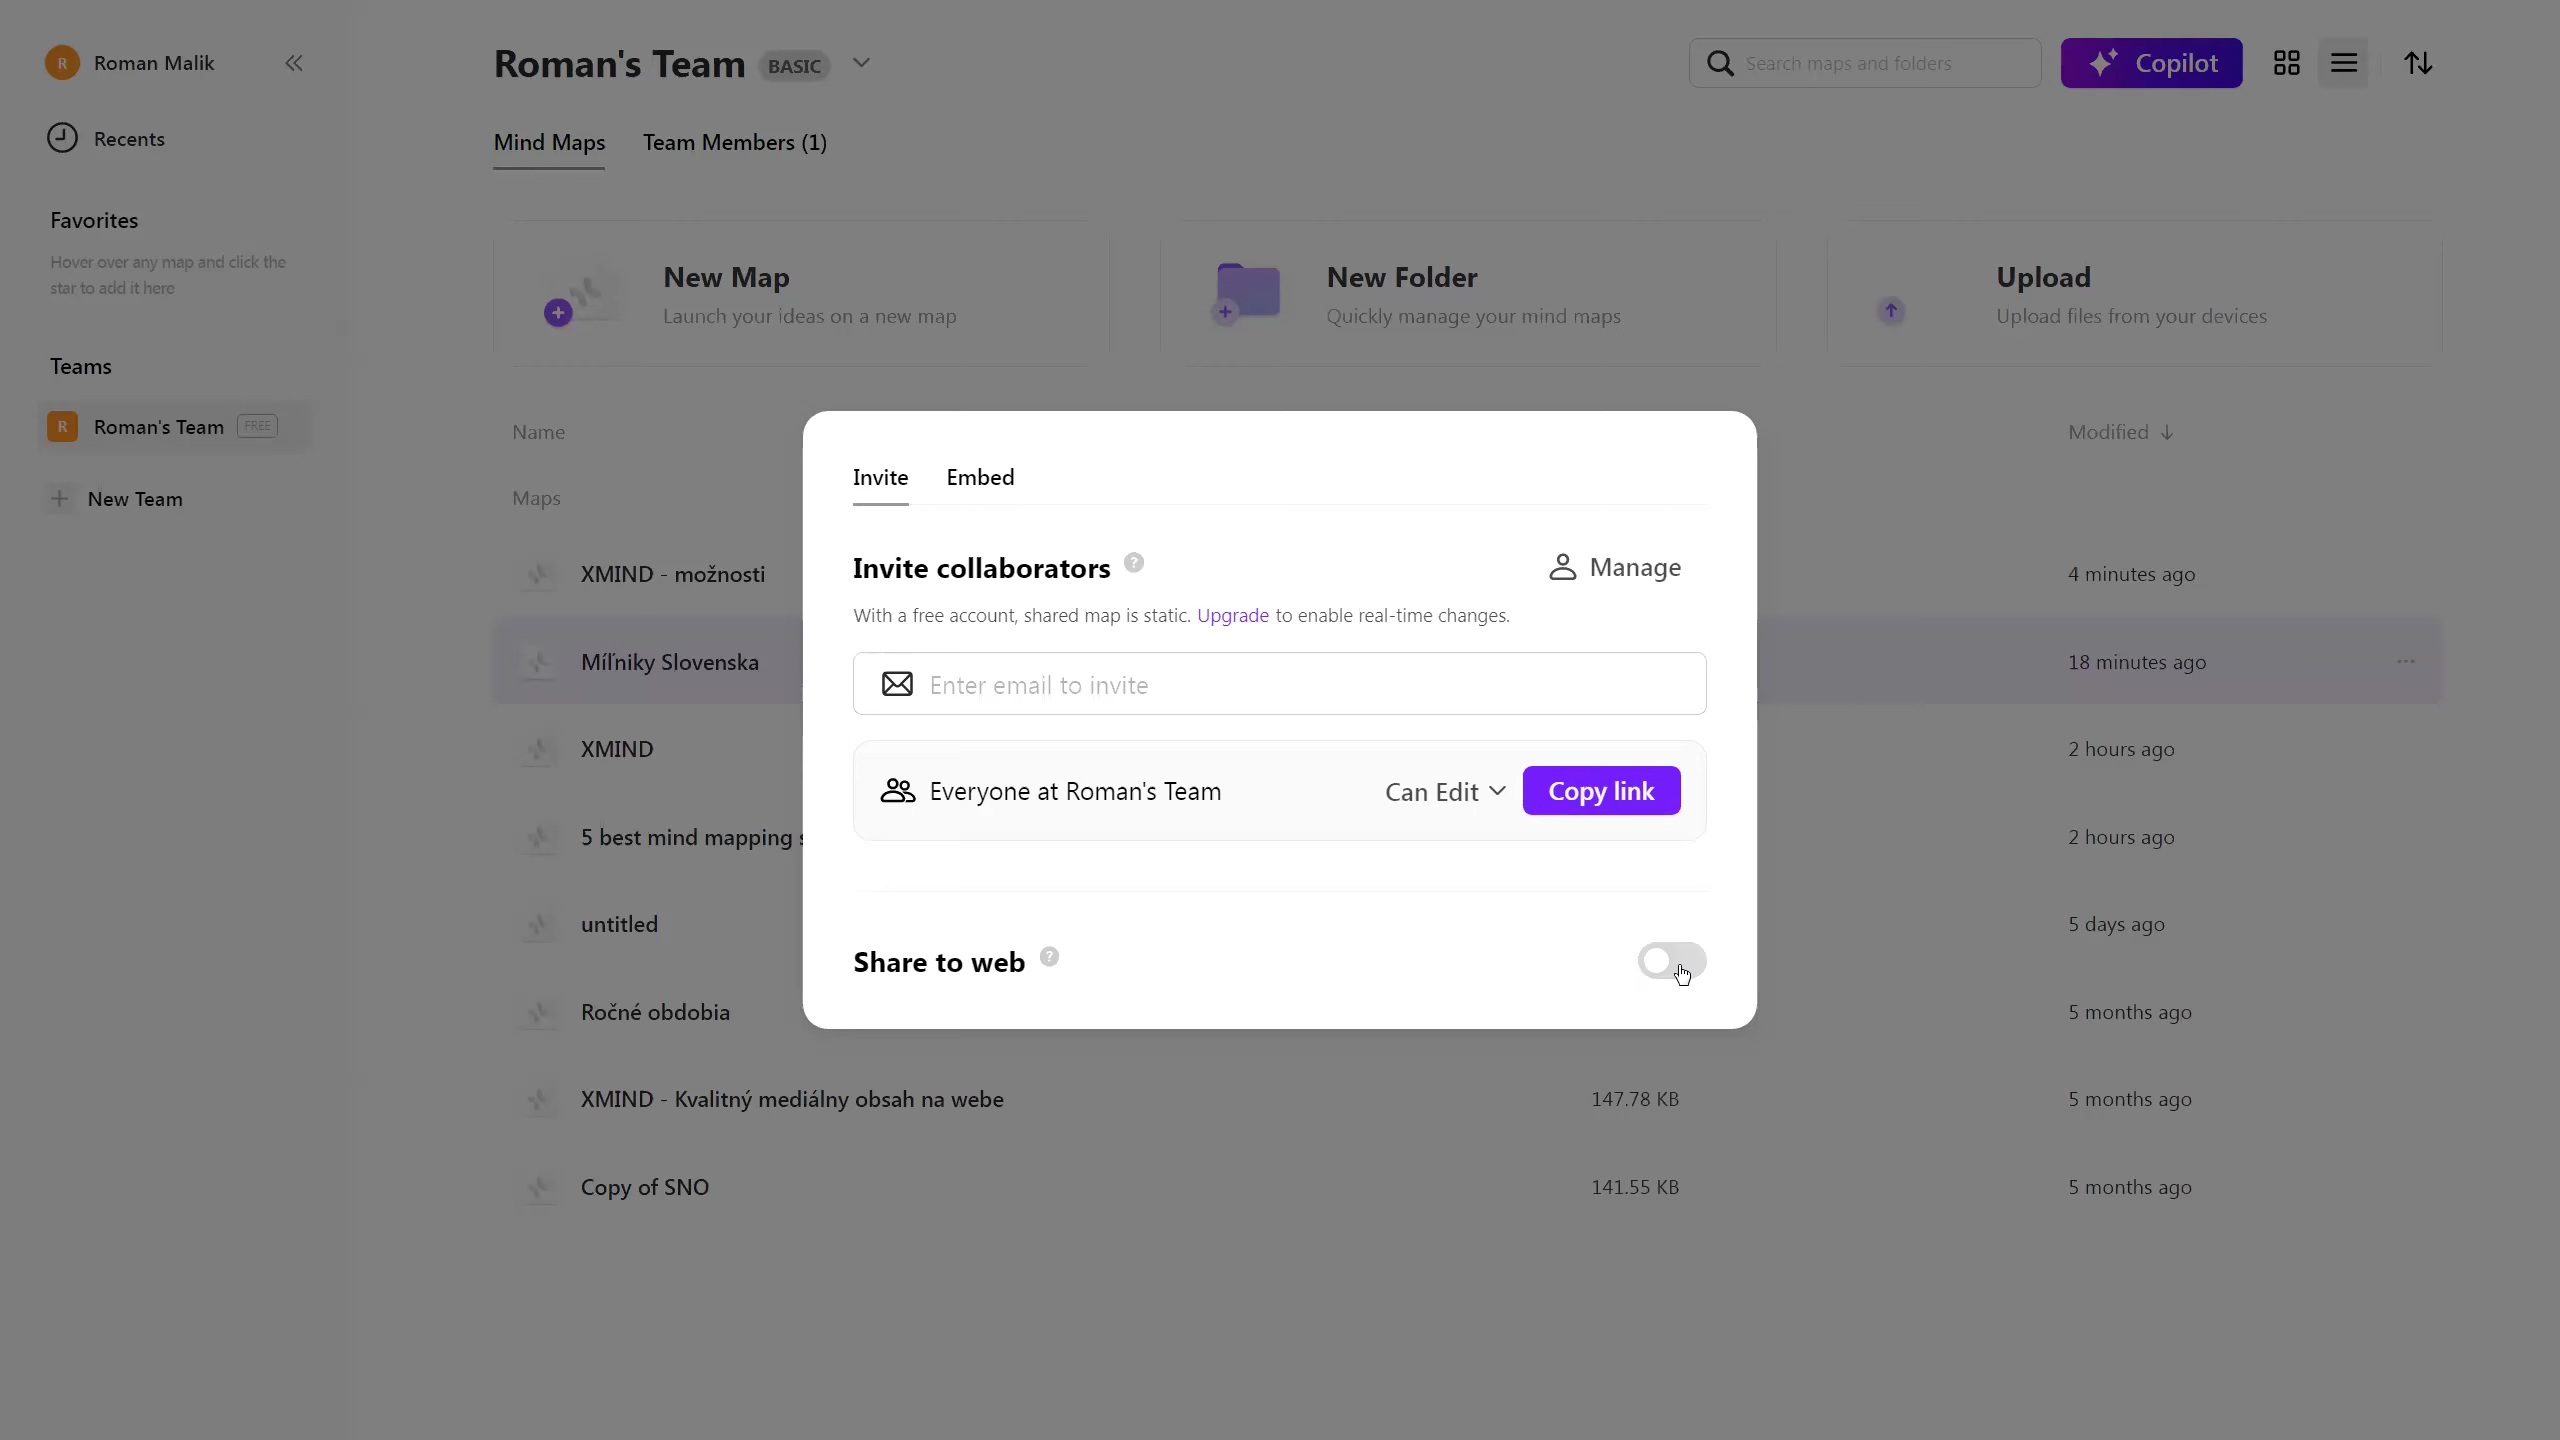 R Roman Malik
Recents
Favorites
Hover over any map and click the
star to add it here
Teams
R Roman's Team FREE
New Team
Roman's Team BASIC
Search maps and folders
Copilot
Mind Maps Team Members (1)
New Map
Launch your ideas on a new map
New Folder
Quickly manage your mind maps
Upload
Upload files from your devices
Name Modified
Maps
XMIND - možnosti 4 minutes ago
Míľniky Slovenska 18 minutes ago
XMIND 2 hours ago
5 best mind mapping 2 hours ago
untitled 5 days ago
Ročné obdobia 5 months ago
XMIND - Kvalitný mediálny obsah na webe 147.78 KB 5 months ago
Copy of SNO 141.55 KB 5 months ago
Invite Embed
Invite collaborators ? Manage
With a free account, shared map is static. Upgrade to enable real-time changes.
Enter email to invite
Everyone at Roman's Team Can Edit Copy link
Share to web ?